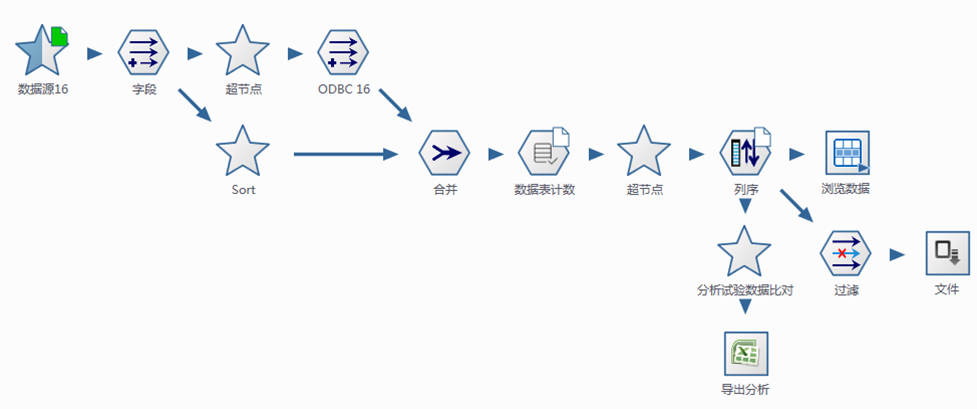 数据源16
字段
超节点
ODBC 16
Sort
合并
数据表计数
超节点
列序
浏览数据
分析试验数据比对
过滤
文件
导出分析